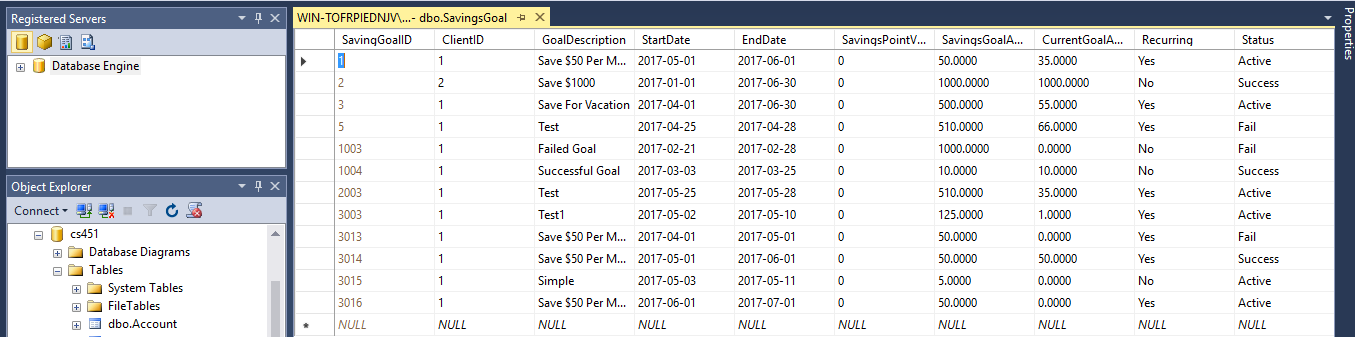 Registered Servers
Database Engine
Object Explorer
Connect
cs451
Database Diagrams
Tables
System Tables
FileTables
dbo.Account
WIN-TOFRPIEDNJV\...- dbo.SavingsGoal
SavingGoalID ClientID GoalDescription StartDate EndDate SavingsPointV... SavingsGoalA... CurrentGoalA... Recurring Status
1 1 Save $50 Per M... 2017-05-01 2017-06-01 0 50.0000 35.0000 Yes Active
2 2 Save $1000 2017-01-01 2017-06-30 0 1000.0000 1000.0000 No Success
3 1 Save For Vacation 2017-04-01 2017-06-30 0 500.0000 55.0000 Yes Active
5 1 Test 2017-04-25 2017-04-28 0 510.0000 66.0000 Yes Fail
1003 1 Failed Goal 2017-02-21 2017-02-28 0 1000.0000 0.0000 No Fail
1004 1 Successful Goal 2017-03-03 2017-03-25 0 10.0000 10.0000 No Success
2003 1 Test 2017-05-25 2017-05-28 0 510.0000 35.0000 Yes Active
3003 1 Test1 2017-05-02 2017-05-10 0 125.0000 1.0000 Yes Active
3013 1 Save $50 Per M... 2017-04-01 2017-05-01 0 50.0000 0.0000 Yes Fail
3014 1 Save $50 Per M... 2017-05-01 2017-06-01 0 50.0000 50.0000 Yes Success
3015 1 Simple 2017-05-03 2017-05-11 0 5.0000 0.0000 No Active
3016 1 Save $50 Per M... 2017-06-01 2017-07-01 0 50.0000 0.0000 Yes Active
NULL NULL NULL NULL NULL NULL NULL NULL NULL NULL
Properties